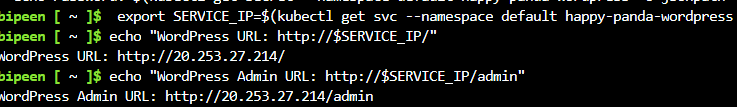 bipeen [ ~ ]$  export SERVICE_IP=$(kubectl get svc --namespace default happy-panda-wordpress
bipeen [ ~ ]$ echo "WordPress URL: http://$SERVICE_IP/"
WordPress URL: http://20.253.27.214/
bipeen [ ~ ]$ echo "WordPress Admin URL: http://$SERVICE_IP/admin"
WordPress Admin URL: http://20.253.27.214/admin